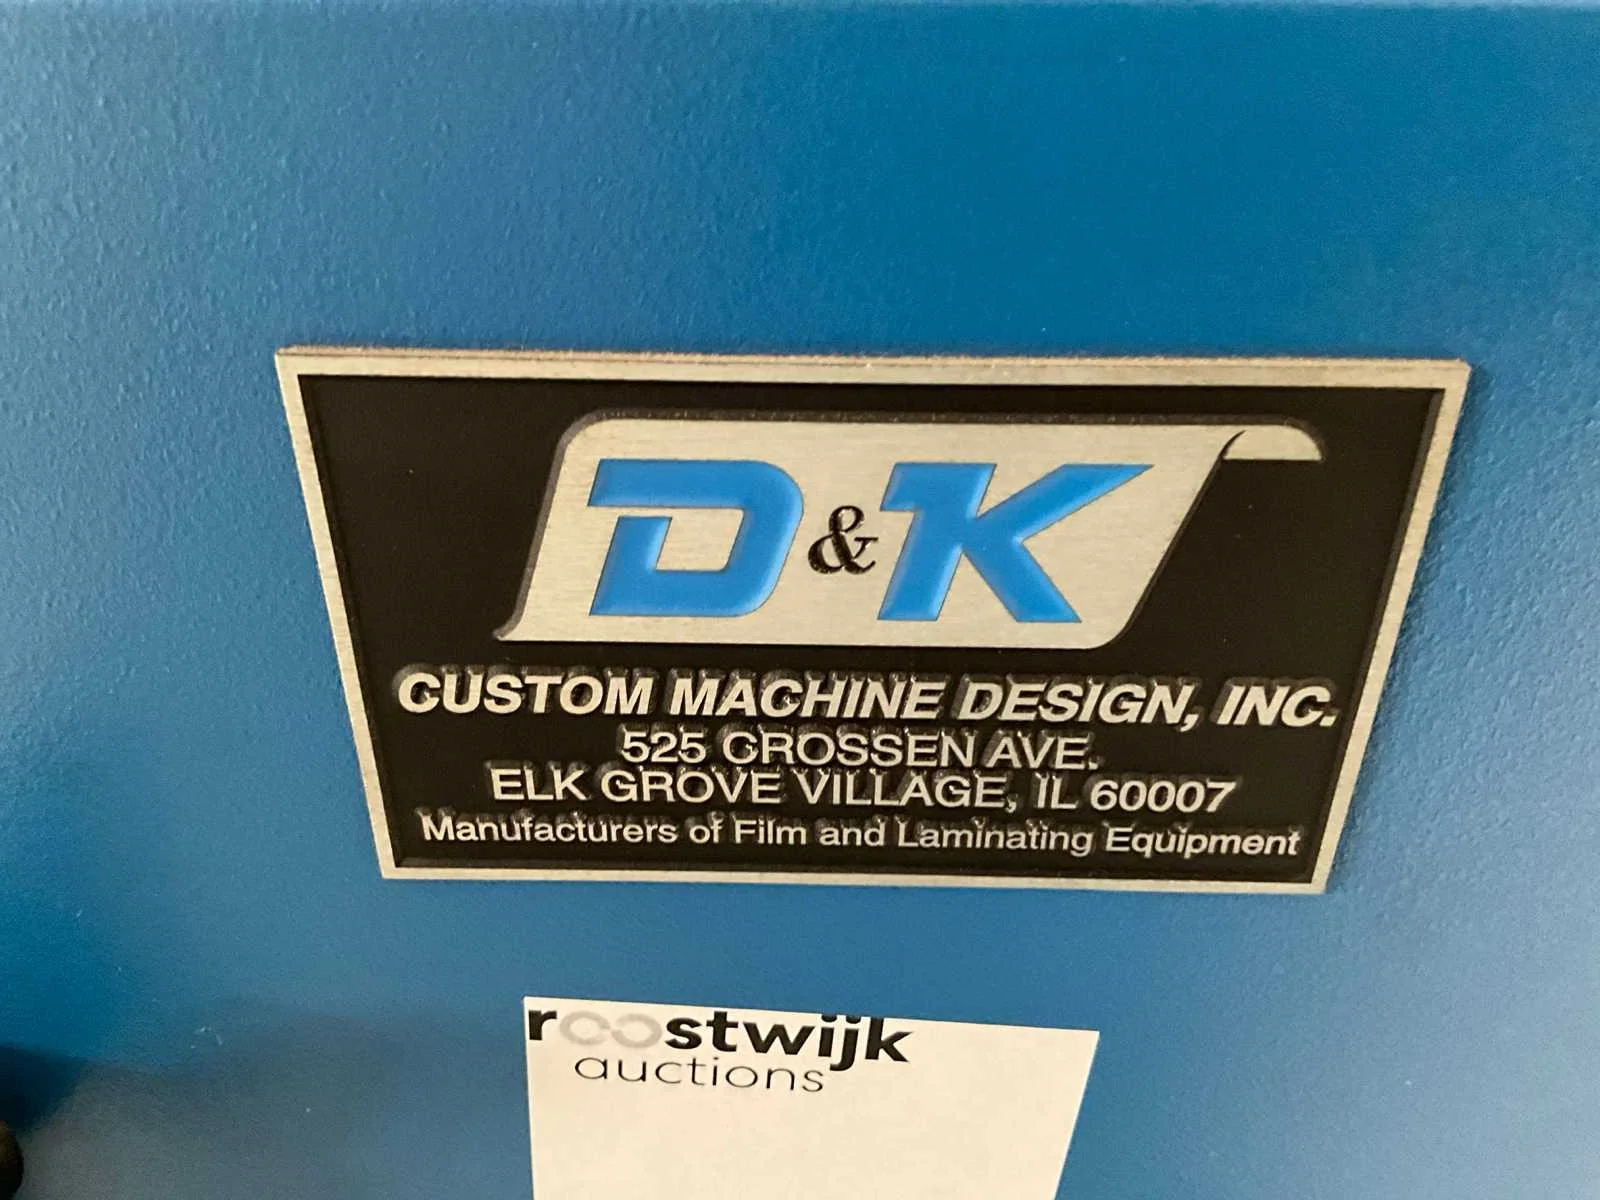 D&K
CUSTOM MACHINE DESIGN, INC.
525 CROSSEN AVE.
ELK GROVE VILLAGE, IL 60007
Manufacturers of Film and Laminating Equipment
roostwijk
auctions